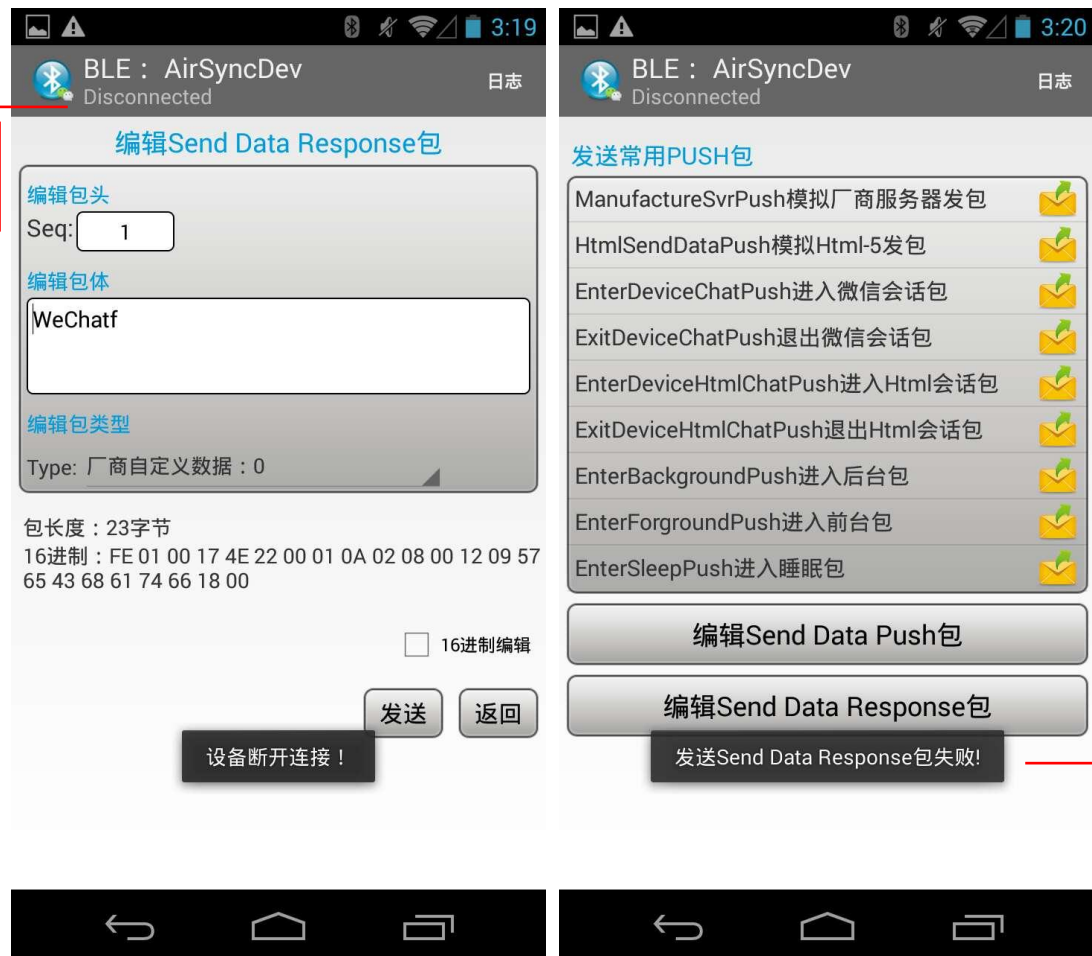 3:19
BLE： AirSyncDev
Disconnected
日志
编辑Send Data Response包
编辑包头
Seq: 1
编辑包体
WeChatf
编辑包类型
Type: 厂商自定义数据：0
包长度：23字节
16进制：FE 01 00 17 4E 22 00 01 0A 02 08 00 12 09 57
65 43 68 61 74 66 18 00
16进制编辑
发送 返回
设备断开连接！
3:20
BLE： AirSyncDev
Disconnected
日志
发送常用PUSH包
ManufactureSvrPush模拟厂商服务器发包
HtmlSendDataPush模拟Html-5发包
EnterDeviceChatPush进入微信会话包
ExitDeviceChatPush退出微信会话包
EnterDeviceHtmlChatPush进入Html会话包
ExitDeviceHtmlChatPush退出Html会话包
EnterBackgroundPush进入后台包
EnterForgroundPush进入前台包
EnterSleepPush进入睡眠包
编辑Send Data Push包
编辑Send Data Response包
发送Send Data Response包失败!